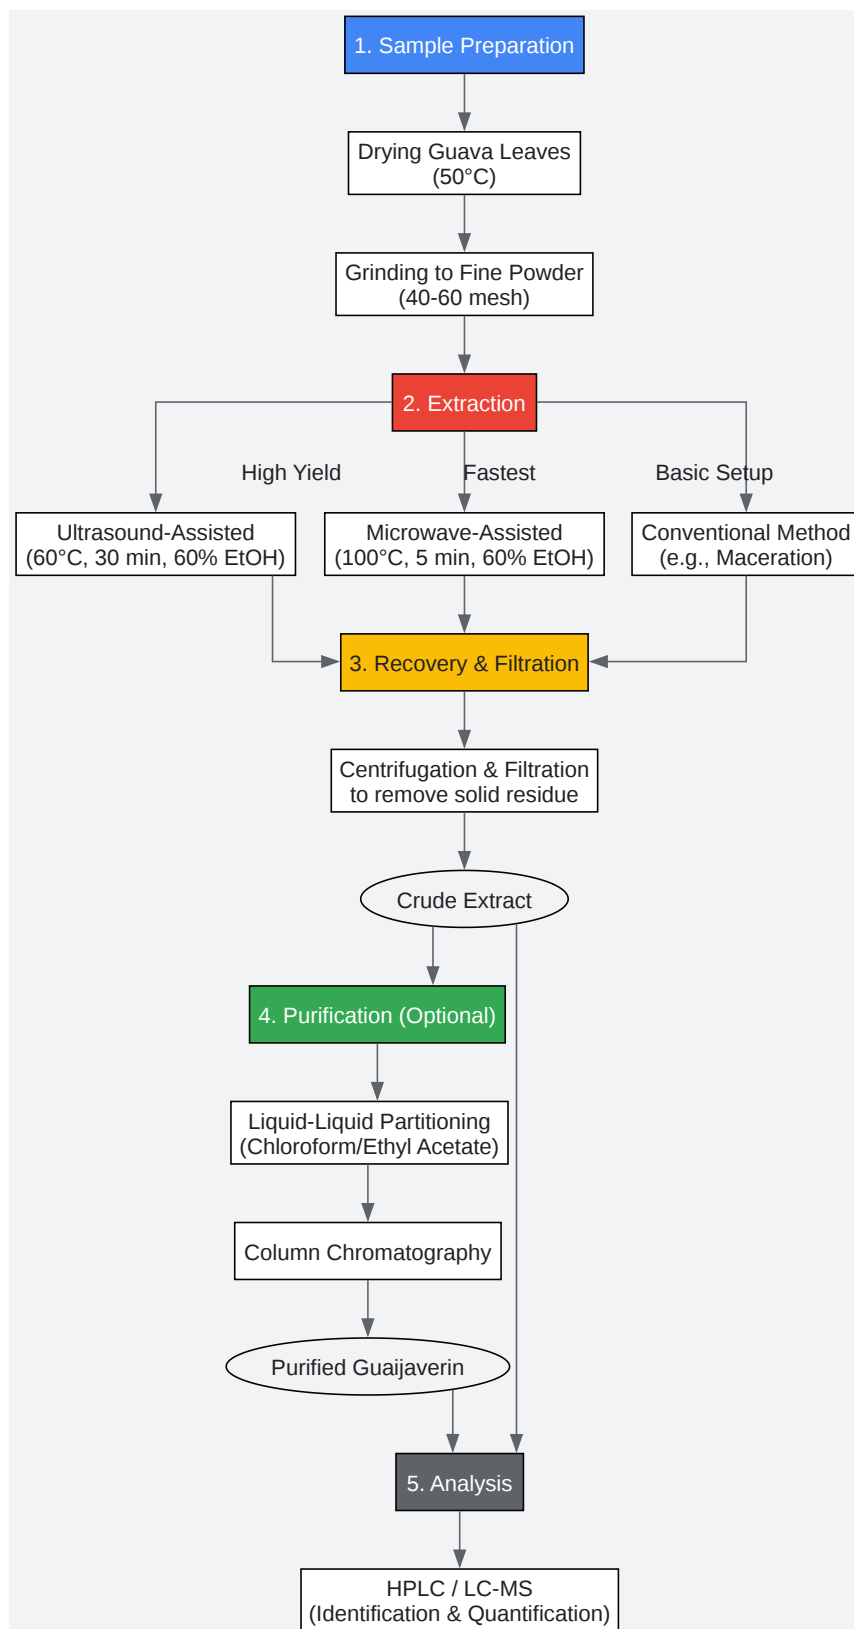 1. Sample Preparation
Drying Guava Leaves
(50°C)
Grinding to Fine Powder
(40-60 mesh)
2. Extraction
High Yield
Fastest
Basic Setup
Ultrasound-Assisted
(60°C, 30 min, 60% EtOH)
Microwave-Assisted
(100°C, 5 min, 60% EtOH)
Conventional Method
(e.g., Maceration)
3. Recovery & Filtration
Centrifugation & Filtration
to remove solid residue
Crude Extract
4. Purification (Optional)
Liquid-Liquid Partitioning
(Chloroform/Ethyl Acetate)
Column Chromatography
Purified Guaijaverin
5. Analysis
HPLC / LC-MS
(Identification & Quantification)